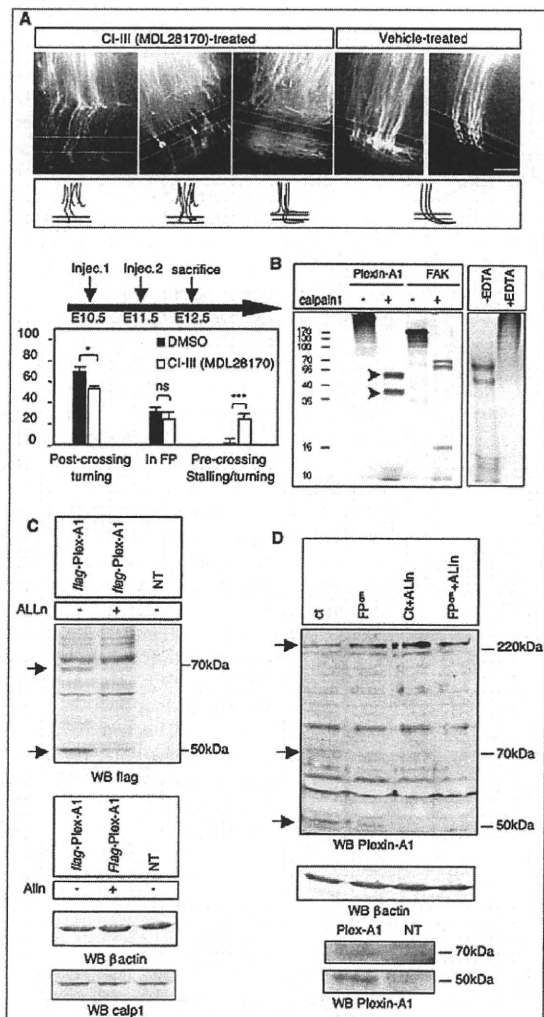 A
CI-III (MDL28170)-treated
Vehicle-treated
Injec.1
Injec.2
sacrifice
E10.5
E11.5
E12.5
100
80
60
40
20
0
DMSO
CI-III (MDL28170)
*
ns
***
Post-crossing
turning
In FP
Pre-crossing
Stalling/turning
B
Plexin-A1
FAK
calpain1
-
+
-
+
-EDTA
+EDTA
40
16
10
C
flag-Plex-A1
flag-Plex-A1
NT
ALLn
-
+
-
70kDa
50kDa
WB flag
flag-Plex-A1
Flag-Plex-A1
NT
Alln
-
+
-
WB βactin
WB calp1
D
ct
Ct+ALln
220kDa
70kDa
50kDa
WB Plexin-A1
WB βactin
Plex-A1
NT
70kDa
50kDa
WB Plexin-A1